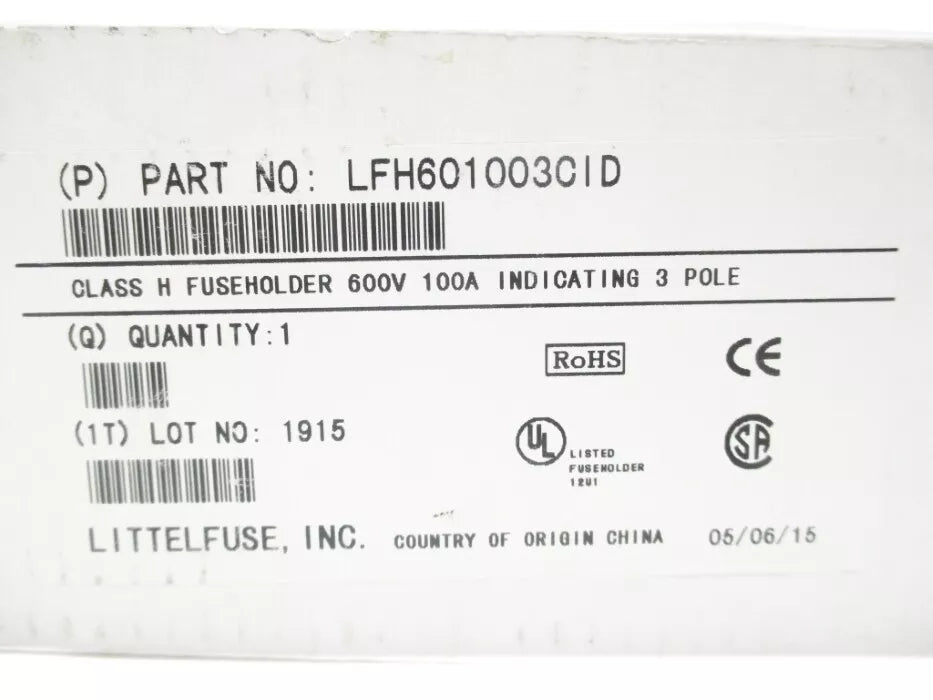 (P) PART NO: LFH601003CID
CLASS H FUSEHOLDER 600V 100A INDICATING 3 POLE
(Q) QUANTITY:1
RoHS CE
(1T) LOT NO: 1915
UL LISTED FUSEHOLDER 12U1
SA
LITTELFUSE, INC. COUNTRY OF ORIGIN CHINA 05/06/15